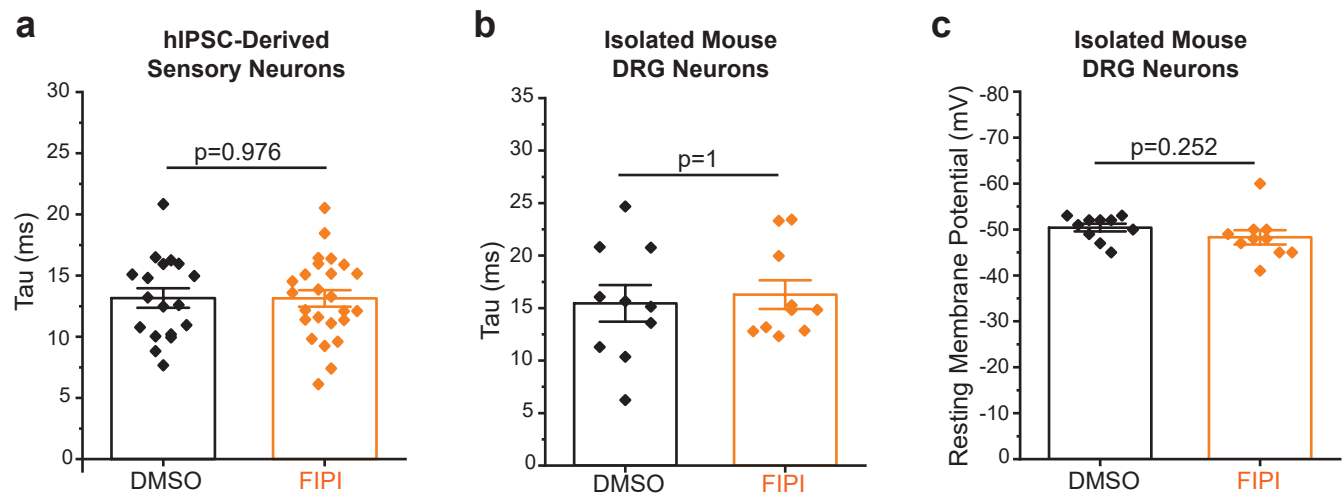 a
hIPSC-Derived
Sensory Neurons
Tau (ms)
30
25
20
15
10
5
0
p=0.976
DMSO
FIPI
b
Isolated Mouse
DRG Neurons
Tau (ms)
35
30
25
20
15
10
5
0
p=1
DMSO
FIPI
c
Isolated Mouse
DRG Neurons
Resting Membrane Potential (mV)
-80
-70
-60
-50
-40
-30
-20
-10
0
p=0.252
DMSO
FIPI